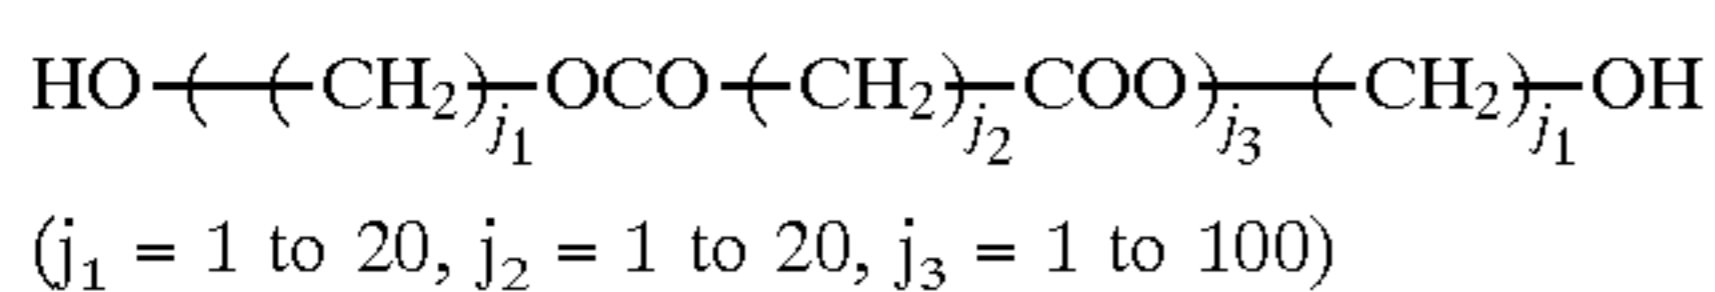 HO-(-(-CH₂-)j₁-OCO-(-CH₂-)j₂-COO-)j₃-(-CH₂-)j₁-OH
(j₁ = 1 to 20, j₂ = 1 to 20, j₃ = 1 to 100)